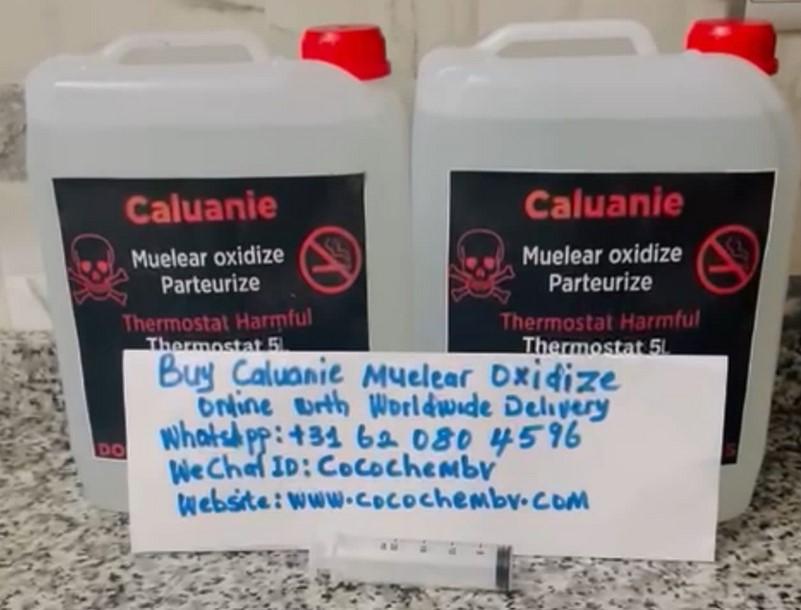 Caluanie
Muelear oxidize
Parteurize
Thermostat Harmful
Thermostat 5L
DO
Caluanie
Muelear oxidize
Parteurize
Thermostat Harmful
Thermostat 5L
Buy Caluanie Muelear Oxidize
Online with Worldwide Delivery
WhatsApp: +31 62 080 4596
WeChat ID: Cocochembv
Website: www.cocochembv.com